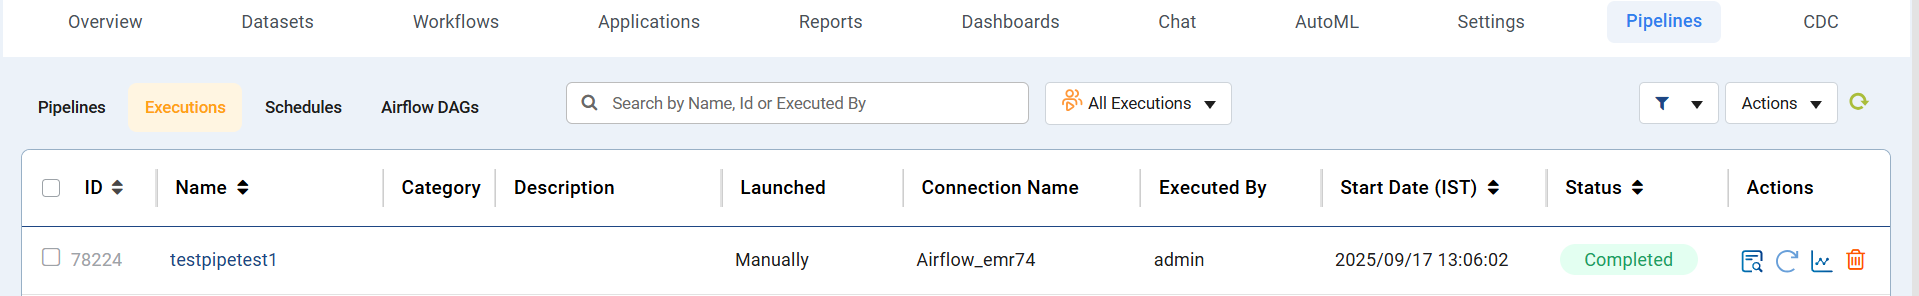 Overview Datasets Workflows Applications Reports Dashboards Chat AutoML Settings Pipelines CDC
Pipelines Executions Schedules Airflow DAGs Search by Name, Id or Executed By All Executions Actions
ID Name Category Description Launched Connection Name Executed By Start Date (IST) Status Actions
78224 testpipetest1 Manually Airflow_emr74 admin 2025/09/17 13:06:02 Completed